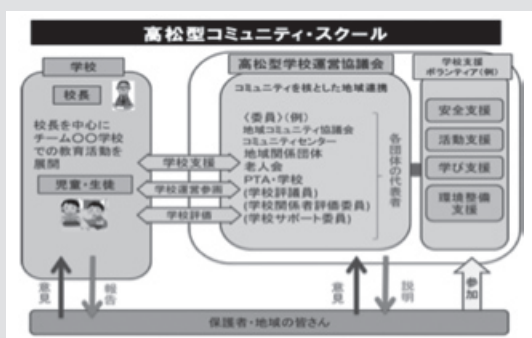 高松型コミュニティ・スクール
学校
校長
校長を中心に
チーム〇〇学校
での教育活動を
展開
児童・生徒
学校支援
学校運営参画
学校評価
高松型学校運営協議会
コミュニティを核とした地域連携
〈委員〉(例)
地域コミュニティ協議会
コミュニティセンター
地域関係団体
老人会
PTA・学校
(学校評議員)
(学校関係者評価委員)
(学校サポート委員)
各団体の代表者
学校支援
ボランティア(例)
安全支援
活動支援
学び支援
環境整備
支援
意見
報告
意見
説明
参加
保護者・地域の皆さん